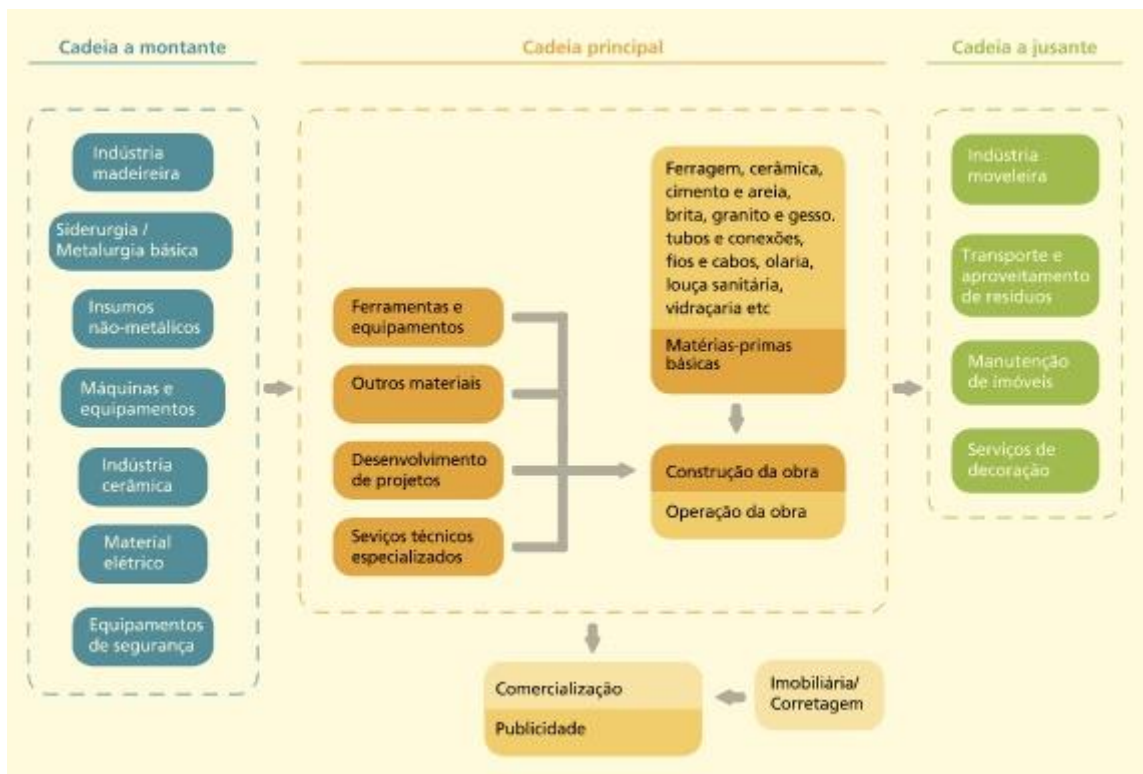 Cadeia a montante
Indústria
madeireira
Siderurgia /
Metalurgia básica
Insumos
não-metálicos
Máquinas e
equipamentos
Indústria
cerâmica
Material
elétrico
Equipamentos
de segurança
Cadeia principal
Ferramentas e
equipamentos
Outros materiais
Desenvolvimento
de projetos
Seviços técnicos
especializados
Ferragem, cerâmica,
cimento e areia,
brita, granito e gesso.
tubos e conexões,
fios e cabos, olaria,
louça sanitária,
vidraçaria etc
Matérias-primas
básicas
Construção da obra
Operação da obra
Comercialização
Publicidade
Imobiliária/
Corretagem
Cadeia a jusante
Indústria
moveleira
Transporte e
aproveitamento
de resíduos
Manutenção
de imóveis
Serviços de
decoração